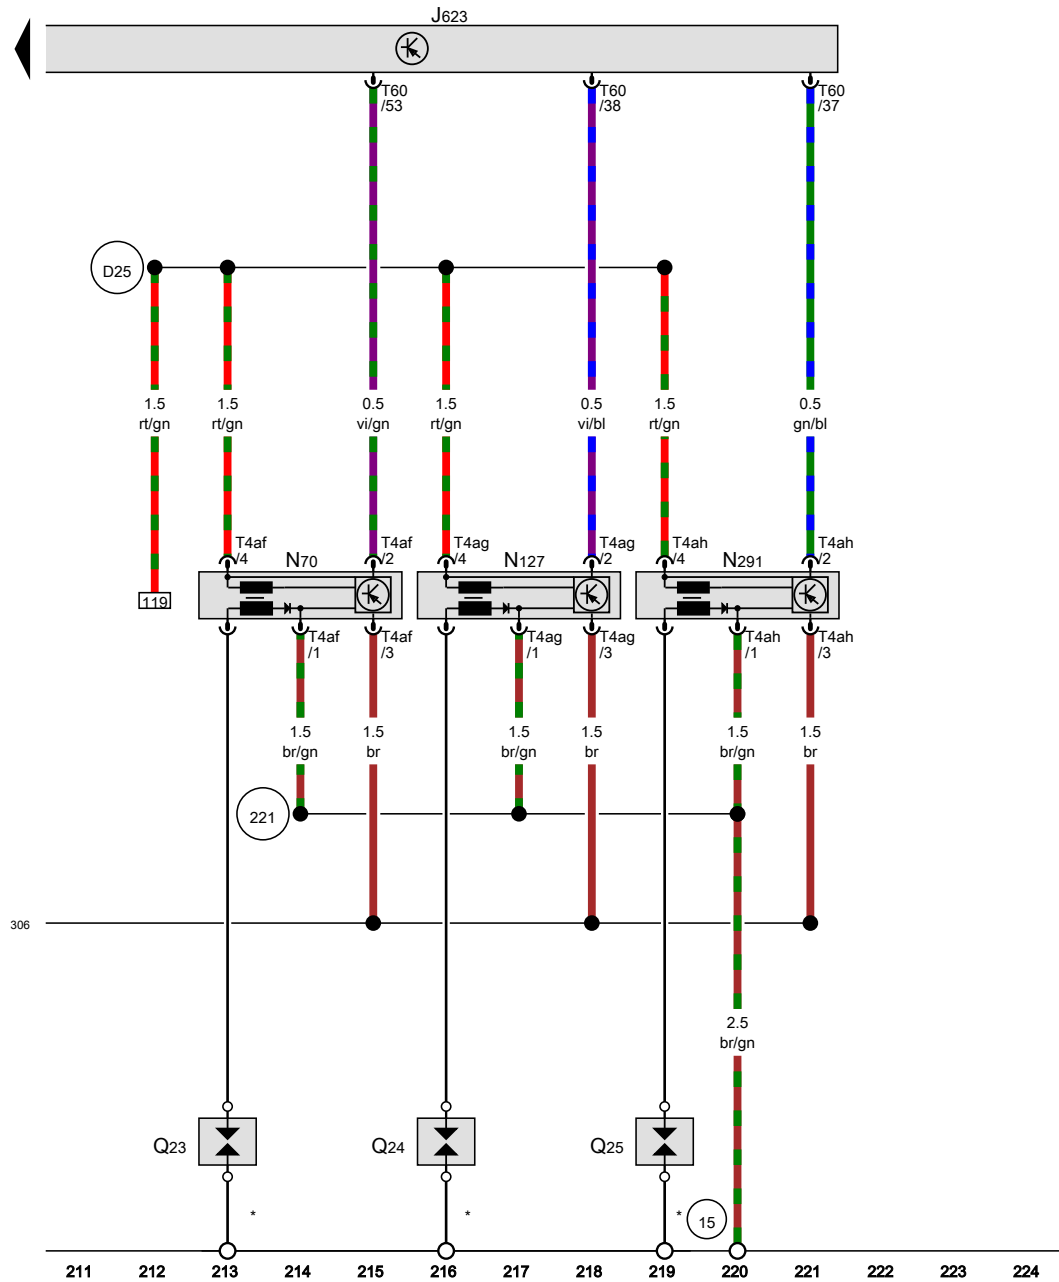 J623
T60
/53
T60
/38
T60
/37
D25
1.5
rt/gn
1.5
rt/gn
0.5
vi/gn
1.5
rt/gn
0.5
vi/bl
1.5
rt/gn
0.5
gn/bl
T4af
/4
N70
T4af
/2
T4ag
/4
N127
T4ag
/2
T4ah
/4
N291
T4ah
/2
119
T4af
/1
T4af
/3
T4ag
/1
T4ag
/3
T4ah
/1
T4ah
/3
1.5
br/gn
1.5
br
1.5
br/gn
1.5
br
1.5
br/gn
1.5
br
221
306
2.5
br/gn
Q23
Q24
Q25
*
*
*
15
211 212 213 214 215 216 217 218 219 220 221 222 223 224